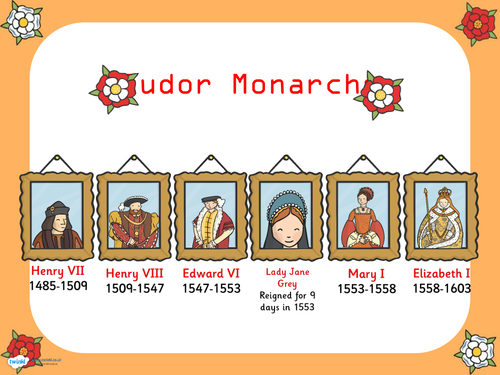 udor Monarch
Henry VII
1485-1509
Henry VIII
1509-1547
Edward VI
1547-1553
Lady Jane
Grey
Reigned for 9
days in 1553
Mary I
1553-1558
Elizabeth I
1558-1603
twinkl